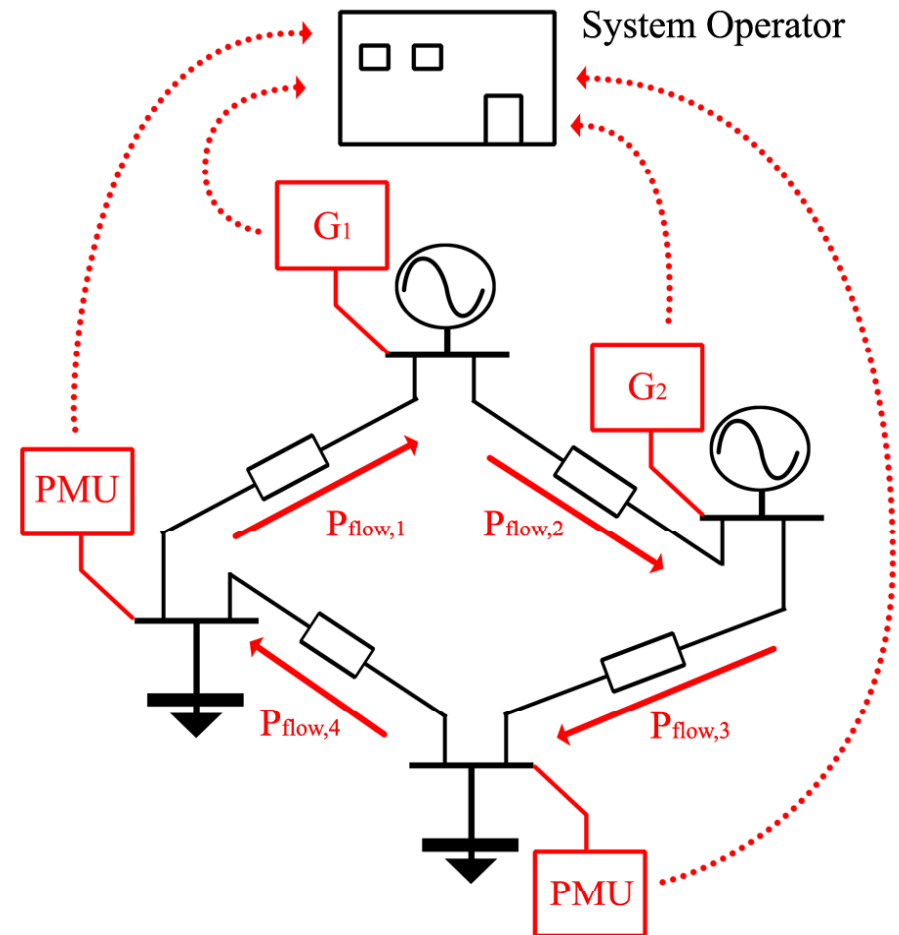 System Operator
G1
G2
PMU
Pflow,1
Pflow,2
Pflow,4
Pflow,3
PMU